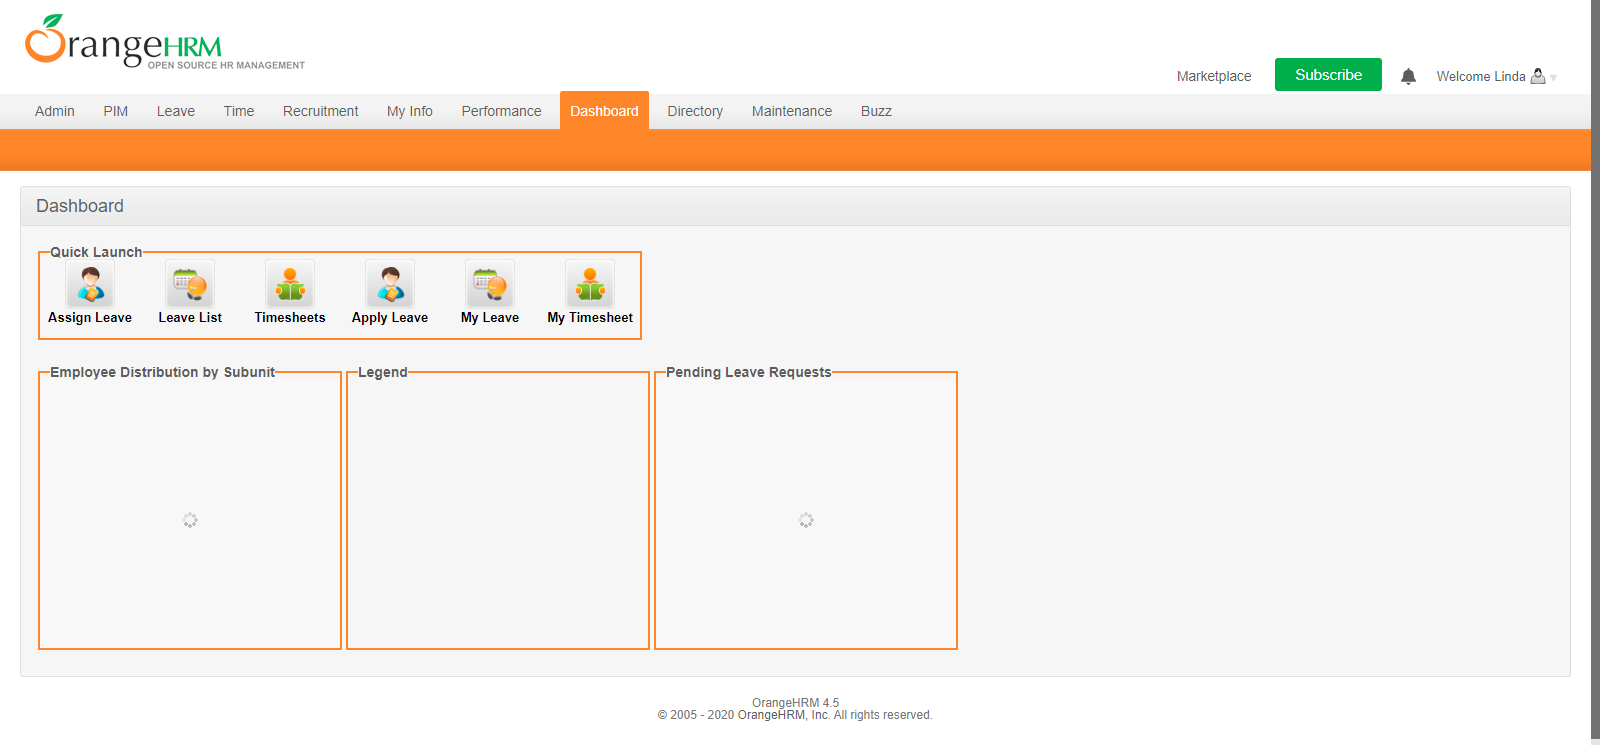 OrangeHRM
OPEN SOURCE HR MANAGEMENT
Marketplace
Subscribe
Welcome Linda
Admin PIM Leave Time Recruitment My Info Performance Dashboard Directory Maintenance Buzz
Dashboard
Quick Launch
Assign Leave Leave List Timesheets Apply Leave My Leave My Timesheet
Employee Distribution by Subunit Legend Pending Leave Requests
OrangeHRM 4.5
© 2005 - 2020 OrangeHRM, Inc. All rights reserved.